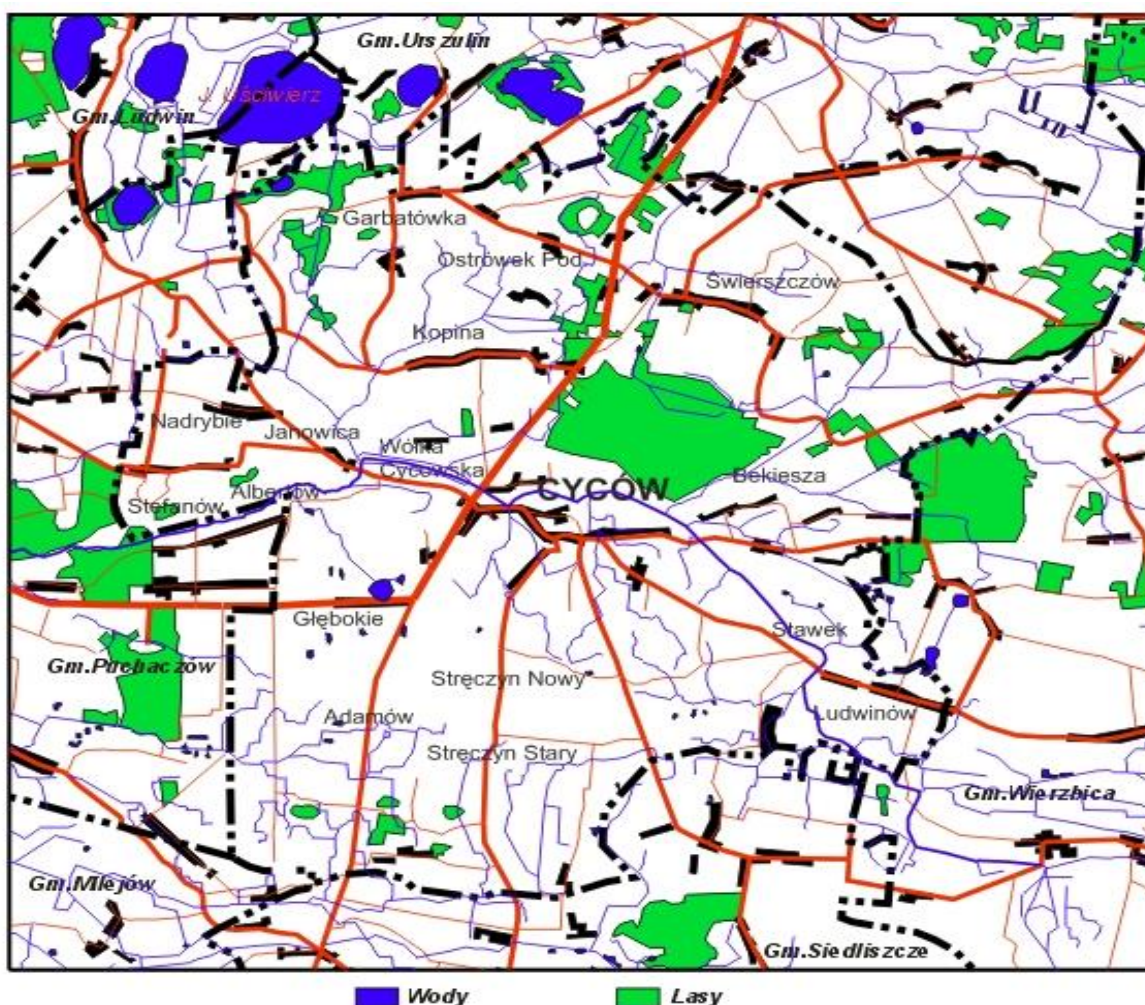 Gm.Urszulin
J. Uściwierz
Gm.Ludwin
Garbatówka
Ostrówek Pod.
Świerszczów
Kopina
Nadrybie
Janowica
Wólka
Cycowska
Bekiesza
CYCÓW
Albertów
Stefanów
Głębokie
Stawek
Gm.Puchaczów
Stręczyn Nowy
Adamów
Ludwinów
Stręczyn Stary
Gm.Wierzbica
Gm.Milejów
Gm.Siedliszcze
Wody
Lasy